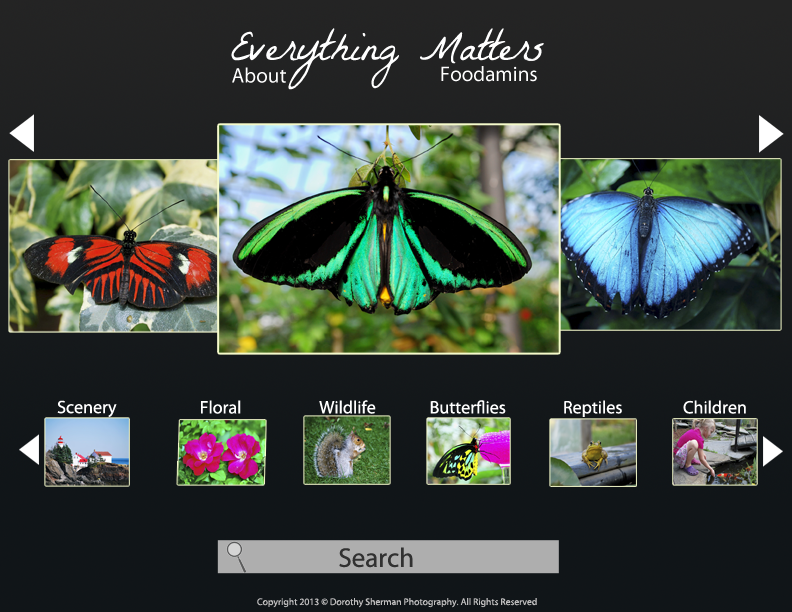 Everything Matters
About Foodamins
Scenery Floral Wildlife Butterflies Reptiles Children
Search
Copyright 2013 © Dorothy Sherman Photography. All Rights Reserved